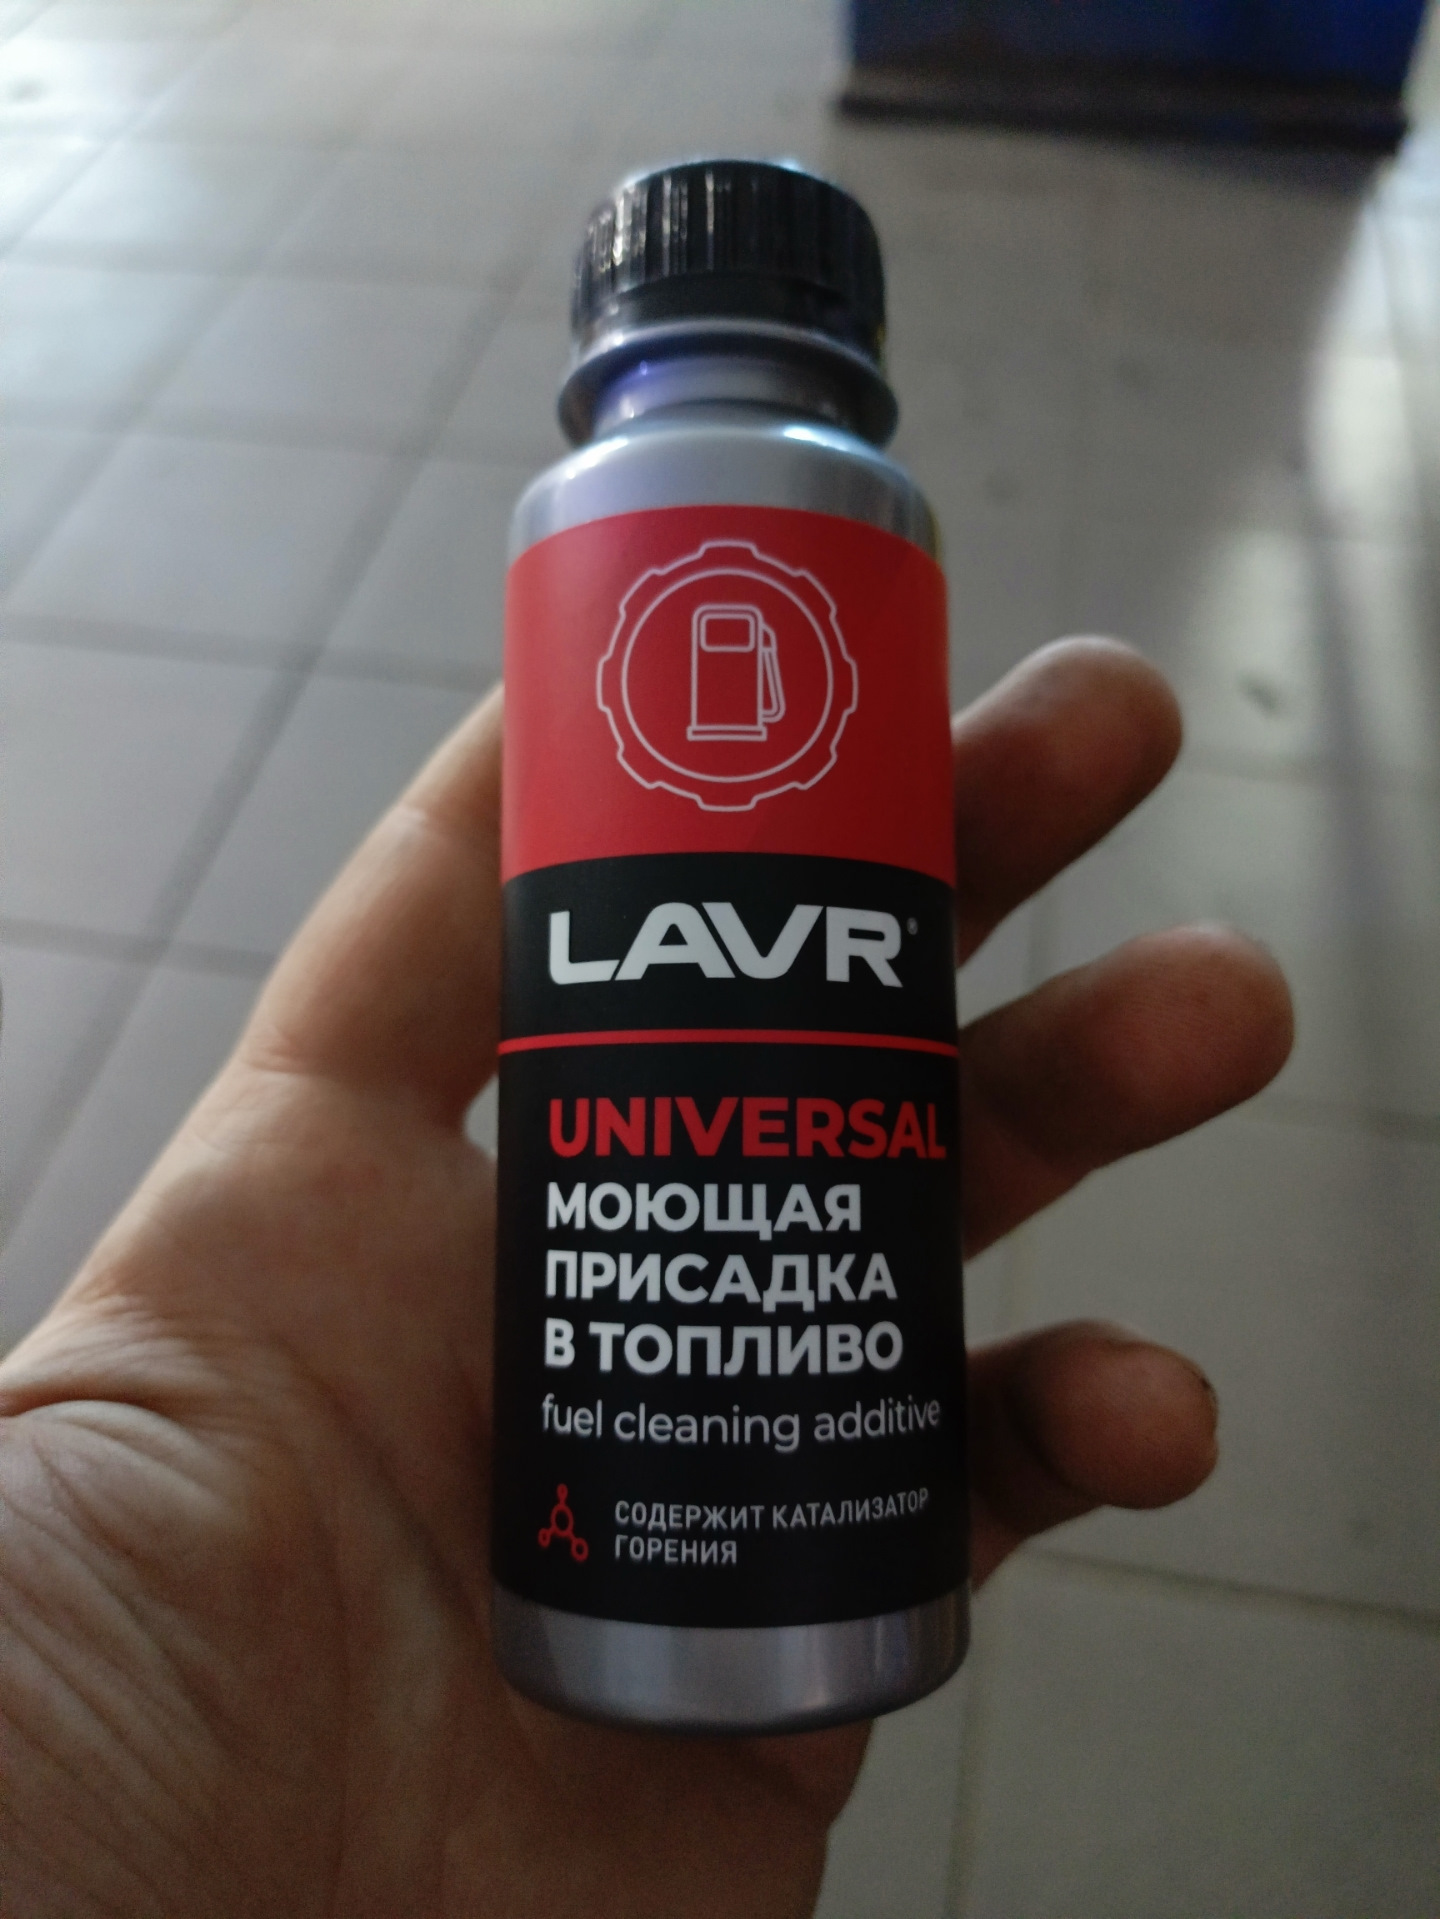 LAVR®
UNIVERSAL
МОЮЩАЯ
ПРИСАДКА
В ТОПЛИВО
fuel cleaning additive
СОДЕРЖИТ КАТАЛИЗАТОР
ГОРЕНИЯ